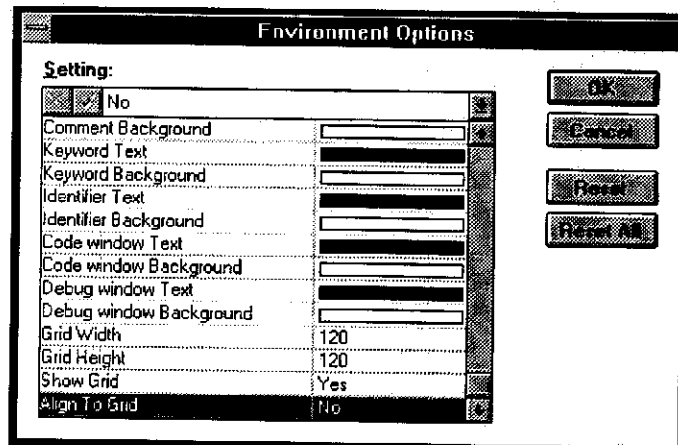 Environment Options
Setting:
No
Comment Background
Keyword Text
Keyword Background
Identifier Text
Identifier Background
Code window Text
Code window Background
Debug window Text
Debug window Background
Grid Width 120
Grid Height 120
Show Grid Yes
Align To Grid No
OK
Cancel
Reset
Reset All